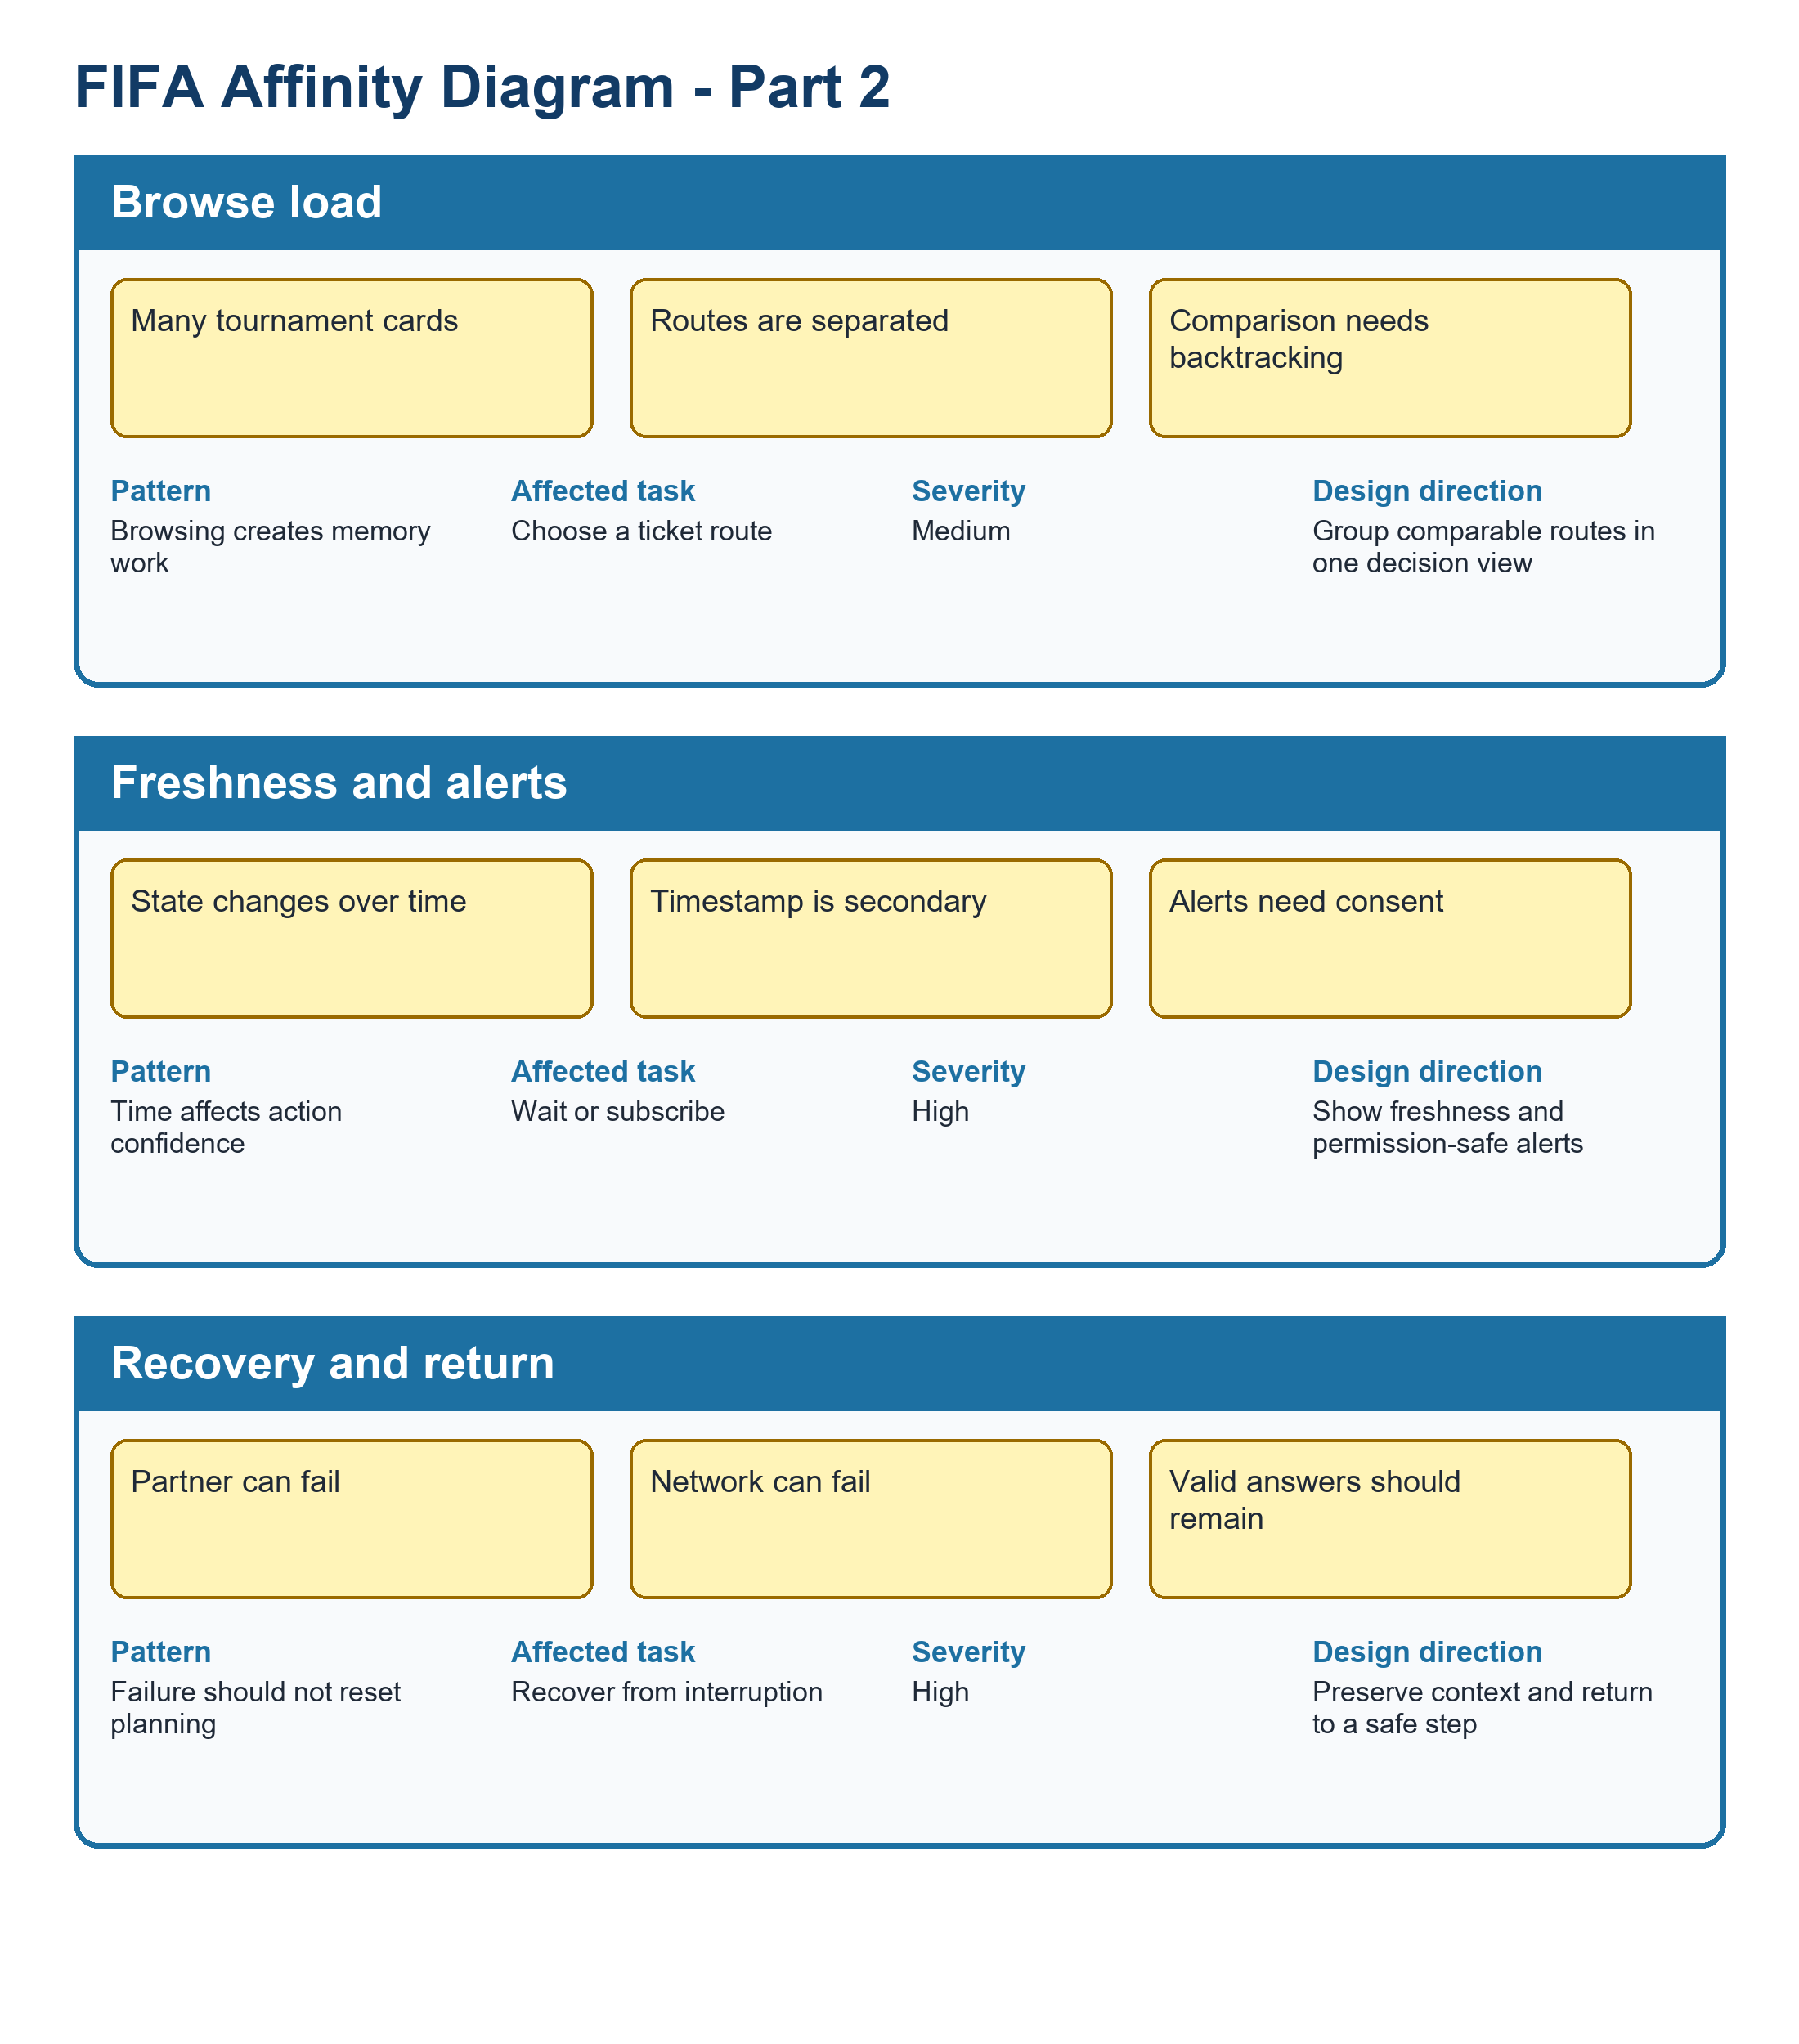 FIFA Affinity Diagram - Part 2
Browse load
Many tournament cards
Routes are separated
Comparison needs
backtracking
Pattern
Browsing creates memory
work
Affected task
Choose a ticket route
Severity
Medium
Design direction
Group comparable routes in
one decision view
Freshness and alerts
State changes over time
Timestamp is secondary
Alerts need consent
Pattern
Time affects action
confidence
Affected task
Wait or subscribe
Severity
High
Design direction
Show freshness and
permission-safe alerts
Recovery and return
Partner can fail
Network can fail
Valid answers should
remain
Pattern
Failure should not reset
planning
Affected task
Recover from interruption
Severity
High
Design direction
Preserve context and return
to a safe step